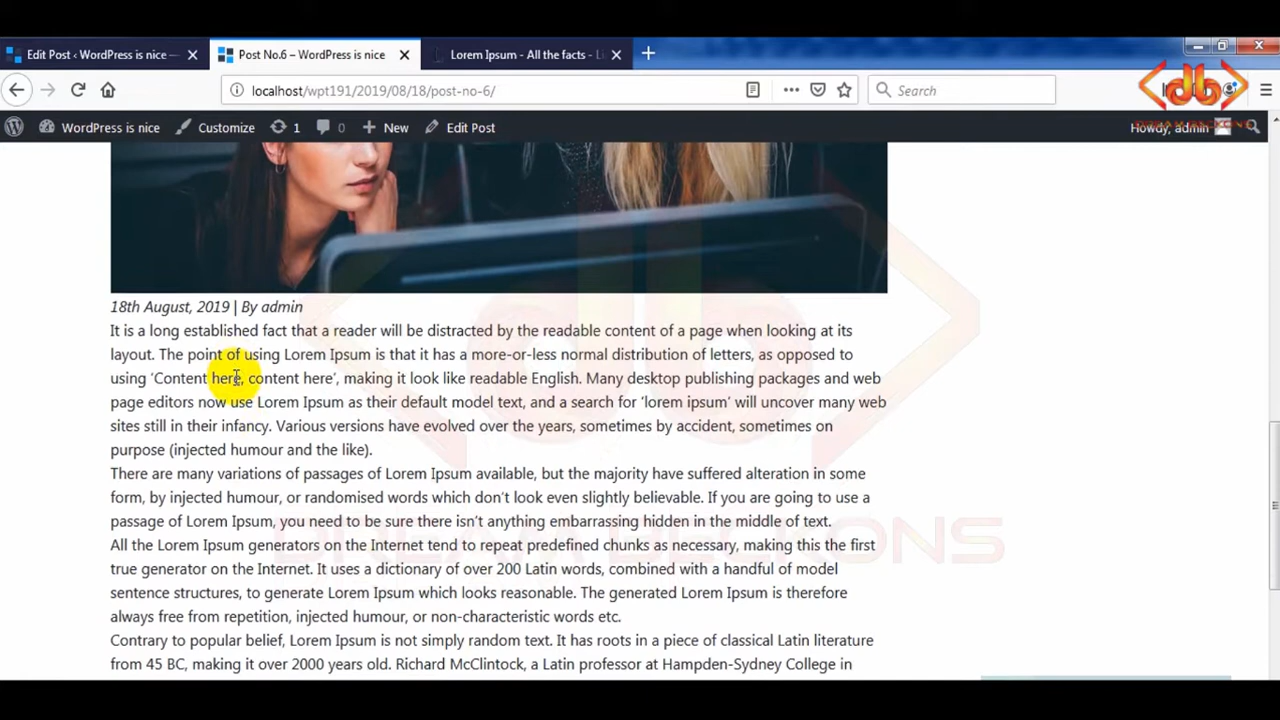 Edit Post ‹ WordPress is nice —
Post No.6 – WordPress is nice
Lorem Ipsum - All the facts - L
localhost/wpt191/2019/08/18/post-no-6/
Search
WordPress is nice
Customize
1
0
New
Edit Post
Howdy, admin
db
18th August, 2019 | By admin
It is a long established fact that a reader will be distracted by the readable content of a page when looking at its
layout. The point of using Lorem Ipsum is that it has a more-or-less normal distribution of letters, as opposed to
using ‘Content here, content here’, making it look like readable English. Many desktop publishing packages and web
page editors now use Lorem Ipsum as their default model text, and a search for ‘lorem ipsum’ will uncover many web
sites still in their infancy. Various versions have evolved over the years, sometimes by accident, sometimes on
purpose (injected humour and the like).
There are many variations of passages of Lorem Ipsum available, but the majority have suffered alteration in some
form, by injected humour, or randomised words which don’t look even slightly believable. If you are going to use a
passage of Lorem Ipsum, you need to be sure there isn’t anything embarrassing hidden in the middle of text.
All the Lorem Ipsum generators on the Internet tend to repeat predefined chunks as necessary, making this the first
true generator on the Internet. It uses a dictionary of over 200 Latin words, combined with a handful of model
sentence structures, to generate Lorem Ipsum which looks reasonable. The generated Lorem Ipsum is therefore
always free from repetition, injected humour, or non-characteristic words etc.
Contrary to popular belief, Lorem Ipsum is not simply random text. It has roots in a piece of classical Latin literature
from 45 BC, making it over 2000 years old. Richard McClintock, a Latin professor at Hampden-Sydney College in
DREAM BECKONS